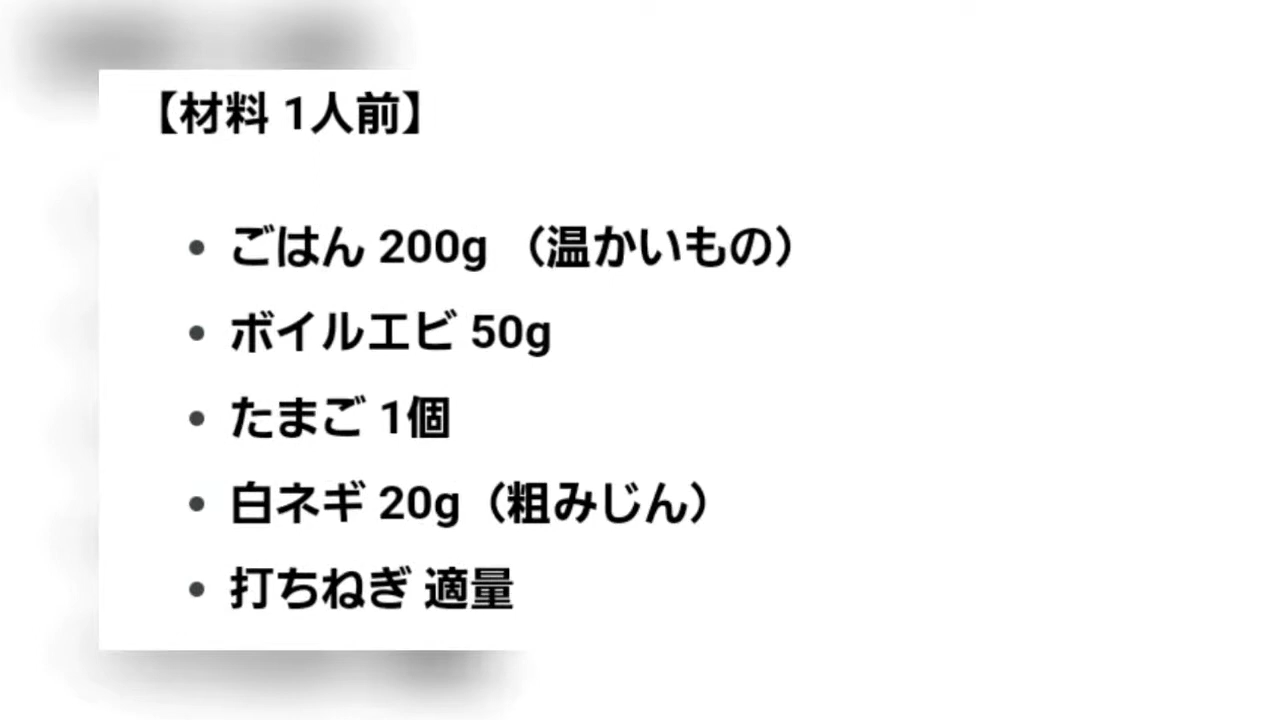 【材料 1人前】
• ごはん 200g （温かいもの）
• ボイルエビ 50g
• たまご 1個
• 白ネギ 20g（粗みじん）
• 打ちねぎ 適量